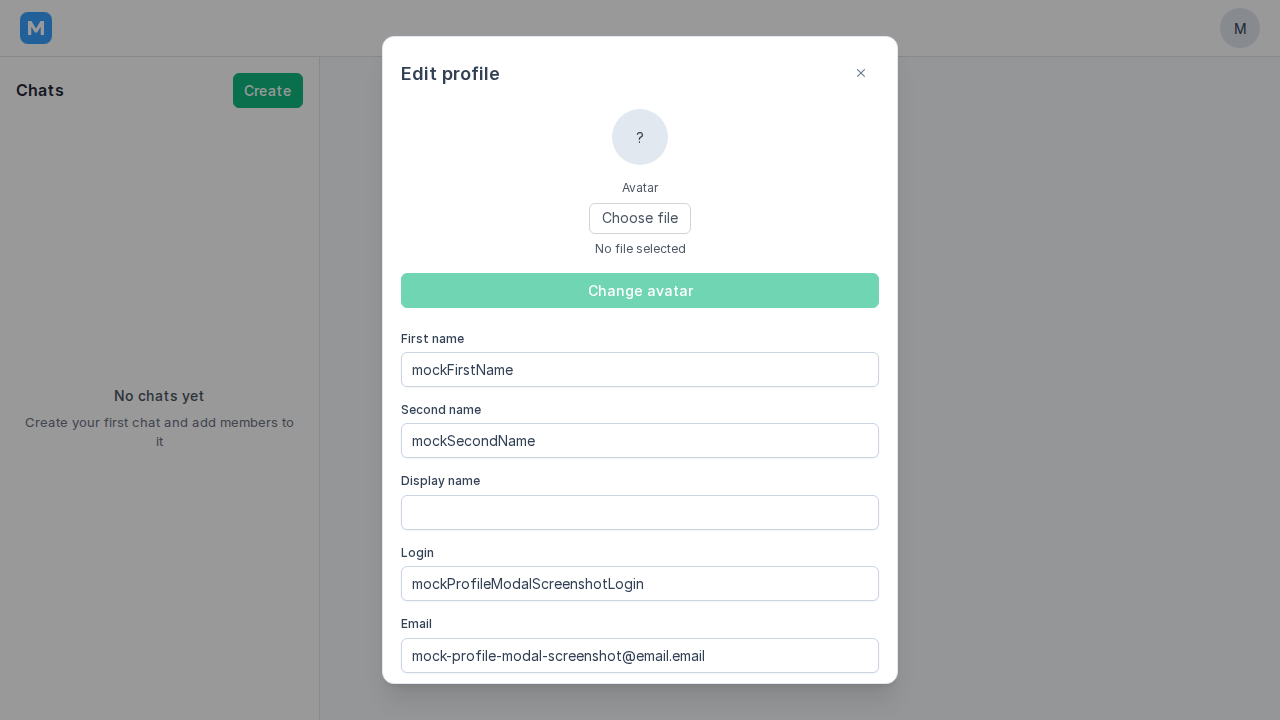 M
M
Chats
Create
No chats yet
Create your first chat and add members to
it
Edit profile
?
Avatar
Choose file
No file selected
Change avatar
First name
mockFirstName
Second name
mockSecondName
Display name
Login
mockProfileModalScreenshotLogin
Email
mock-profile-modal-screenshot@email.email